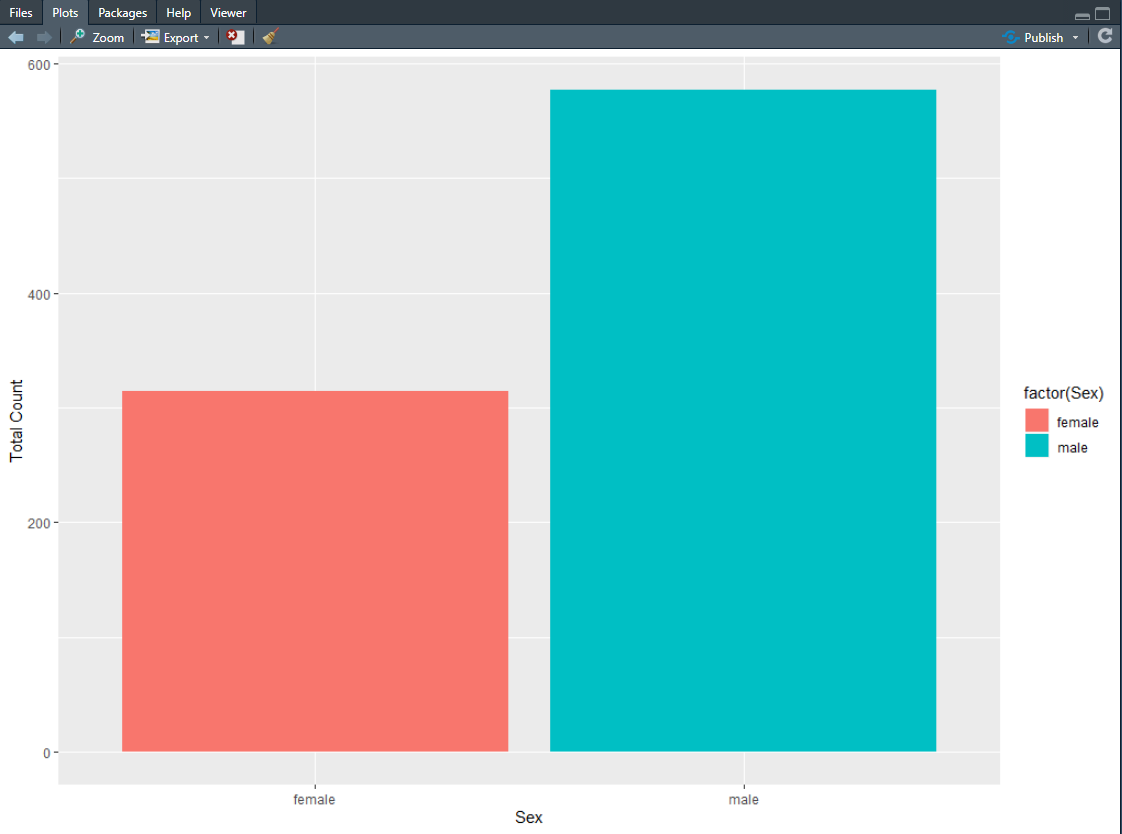 Files Plots Packages Help Viewer
Zoom Export Publish
600
400
200
0
Total Count
female male
Sex
factor(Sex)
female
male